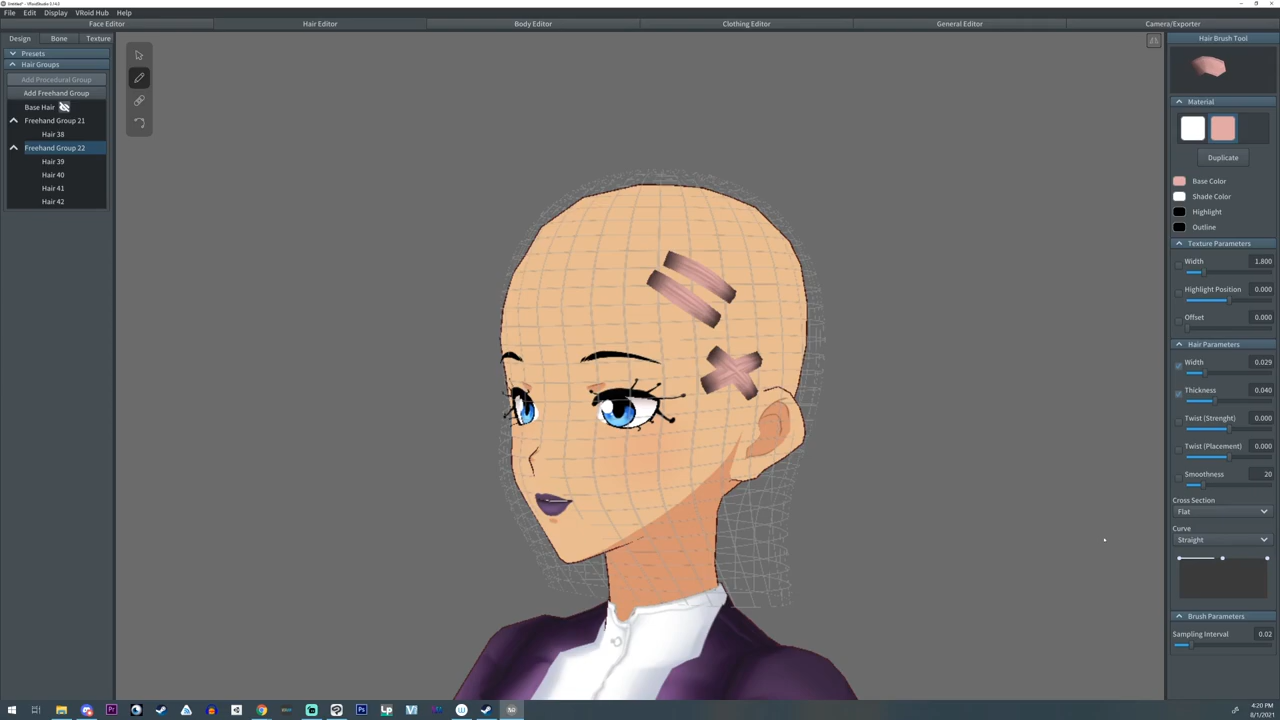 File Edit Display VRoid Hub Help
Face Editor Hair Editor Body Editor Clothing Editor General Editor Camera/Exporter
Design Bone Texture
Presets
Hair Groups
Add Procedural Group
Add Freehand Group
Base Hair
Freehand Group 21
Hair 38
Freehand Group 22
Hair 39
Hair 40
Hair 41
Hair 42
Hair Brush Tool
Material
Duplicate
Base Color
Shade Color
Highlight
Outline
Texture Parameters
Width 1.800
Highlight Position 0.000
Offset 0.000
Hair Parameters
Width 0.029
Thickness 0.040
Twist (Strenght) 0.000
Twist (Placement) 0.000
Smoothness 20
Cross Section
Flat
Curve
Straight
Brush Parameters
Sampling Interval 0.02
4:20 PM
8/1/2021